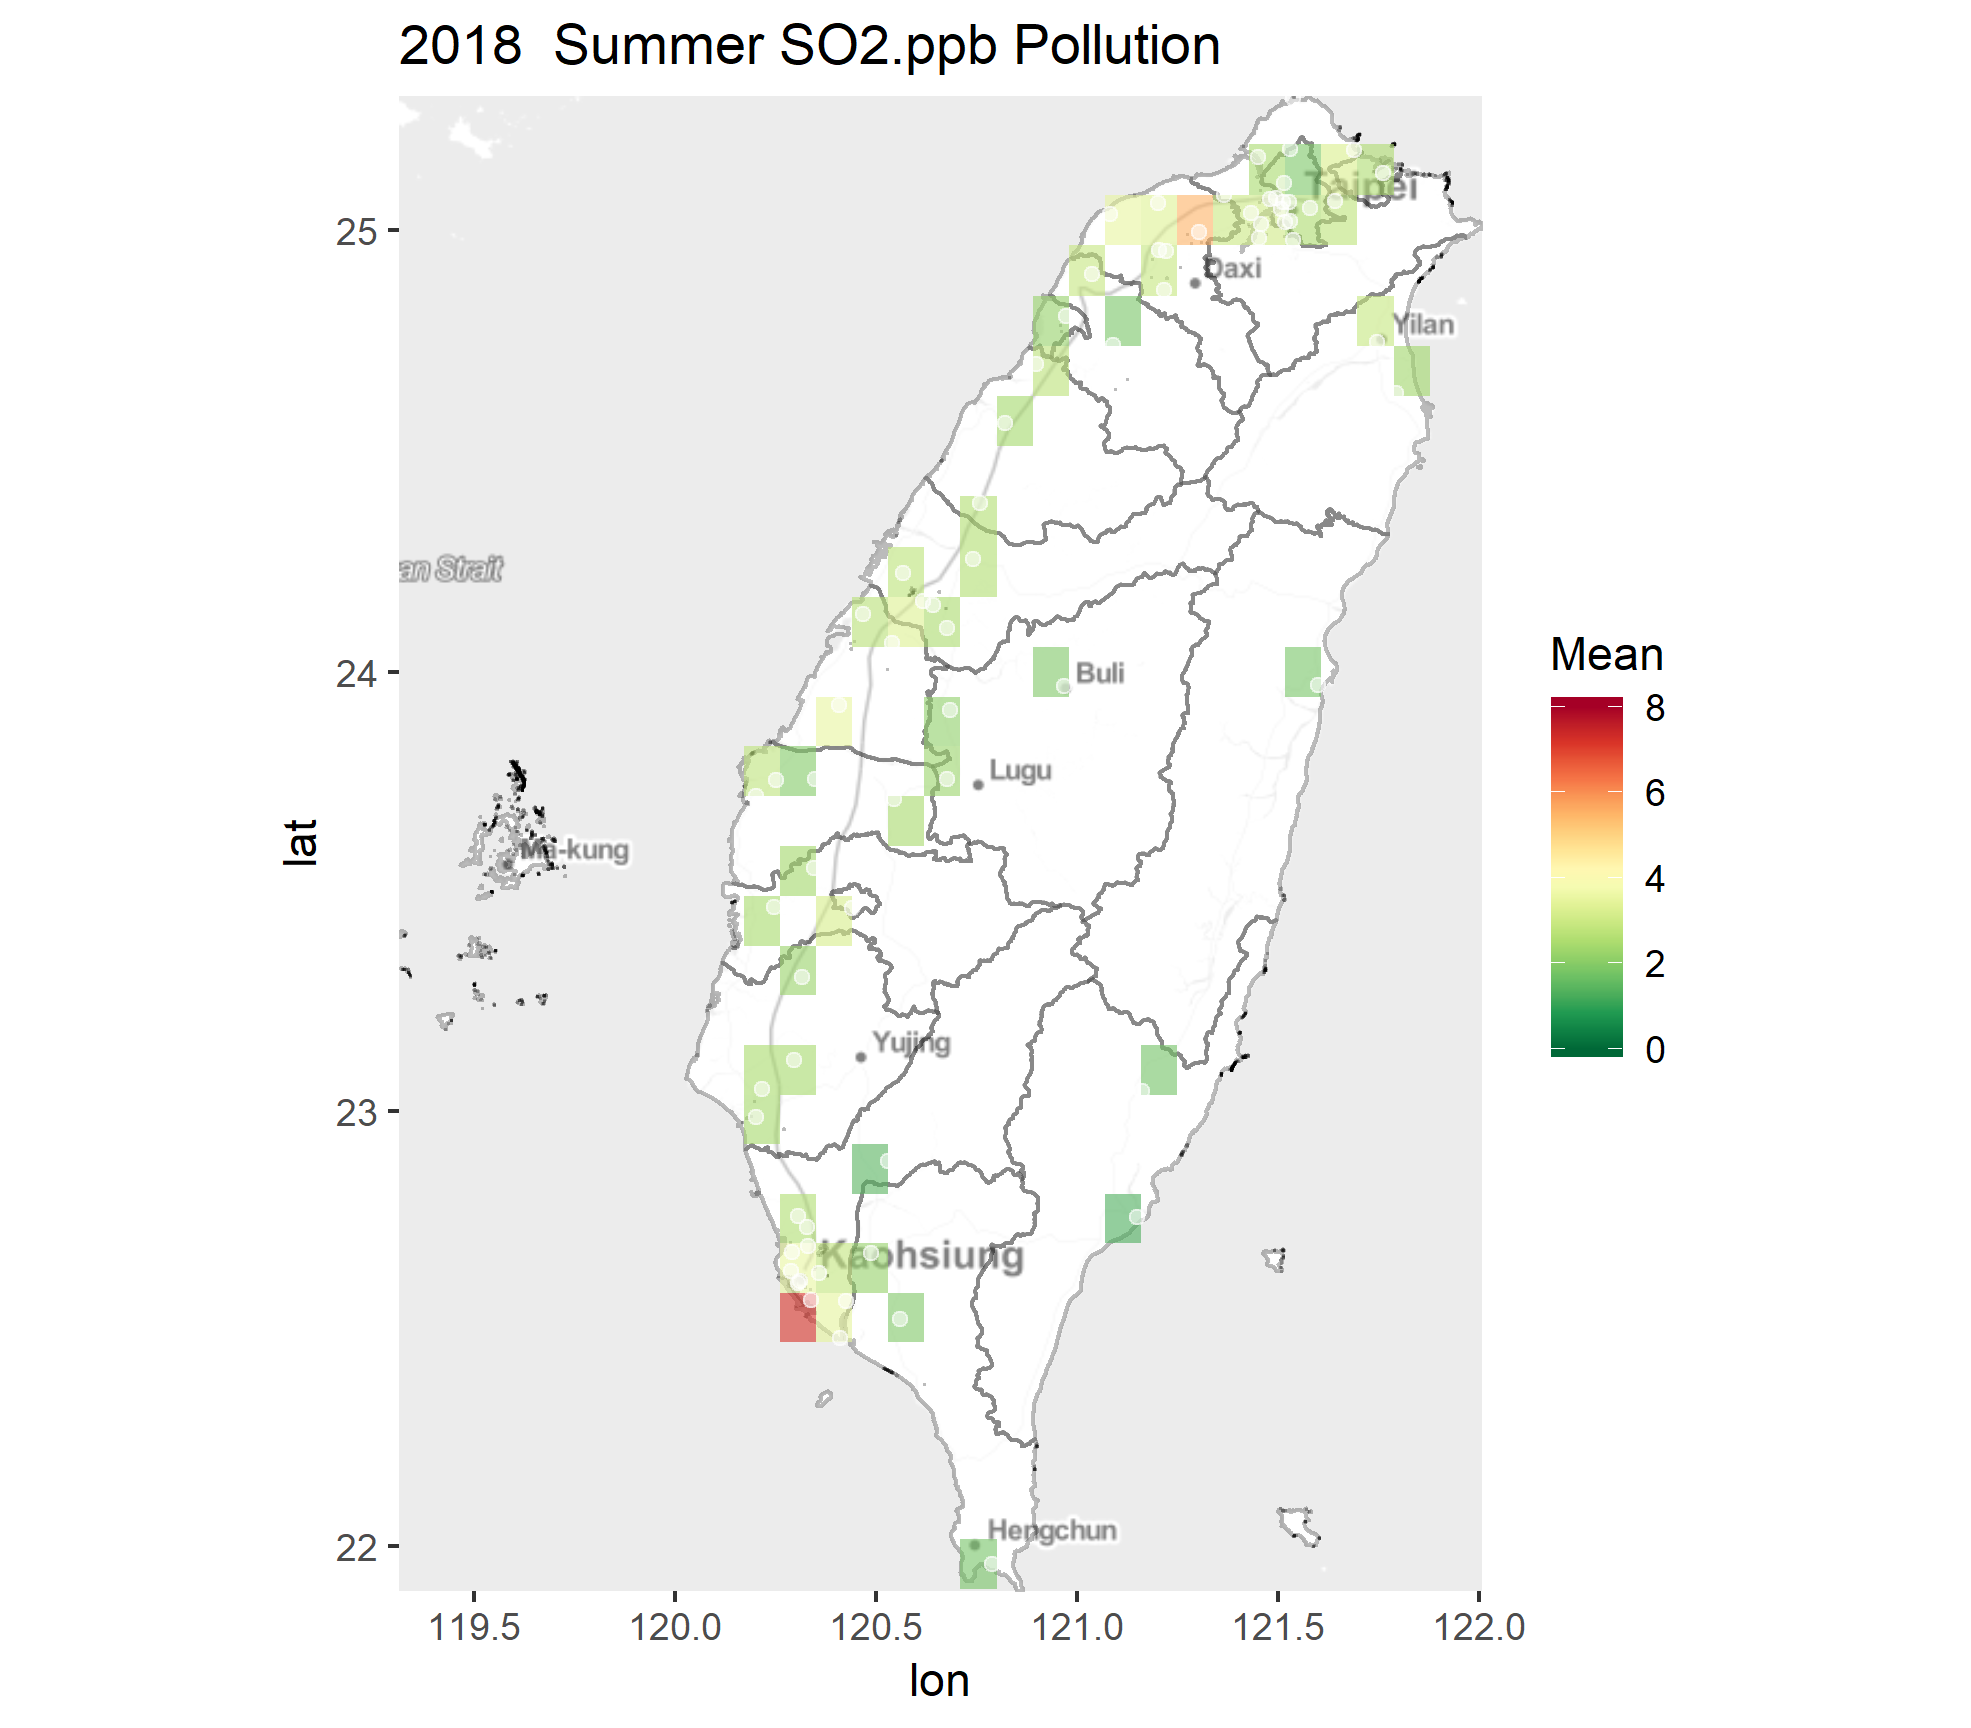 2018  Summer SO2.ppb Pollution
Taipei
25
Daxi
Yilan
an Strait
24
Buli
Mean
8
Lugu
6
lat
Ma-kung
4
2
Yujing
0
23
Kaohsiung
22
Hengchun
119.5 120.0 120.5 121.0 121.5 122.0
lon